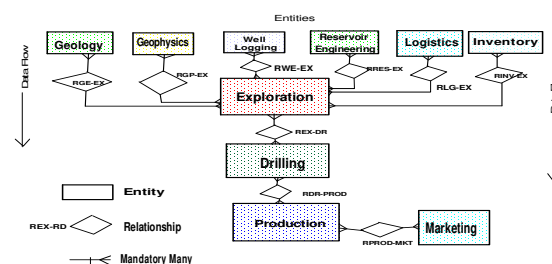 Entities
Geology
Geophysics
Well
Logging
Reservoir
Engineering
Logistics
Inventory
Data Flow
RGE-EX
RGP-EX
RWE-EX
RRES-EX
RLG-EX
RINV-EX
Exploration
REX-DR
Drilling
RDR-PROD
Entity
Production
Marketing
RPROD-MKT
REX-RD
Relationship
Mandatory Many